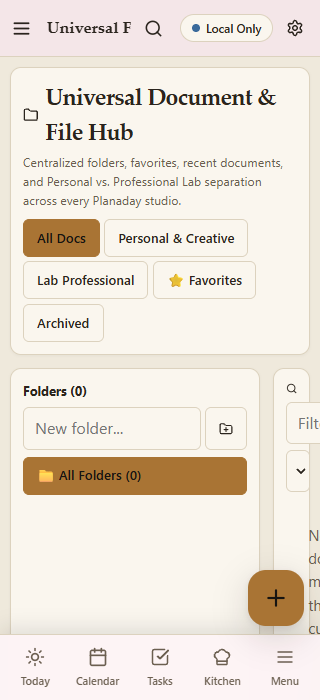 Universal F
Local Only
Universal Document &
File Hub
Centralized folders, favorites, recent documents,
and Personal vs. Professional Lab separation
across every Planaday studio.
All Docs
Personal & Creative
Lab Professional
⭐ Favorites
Archived
Folders (0)
New folder...
📁 All Folders (0)
Filt
N
d
m
th
cu
Today
Calendar
Tasks
Kitchen
Menu